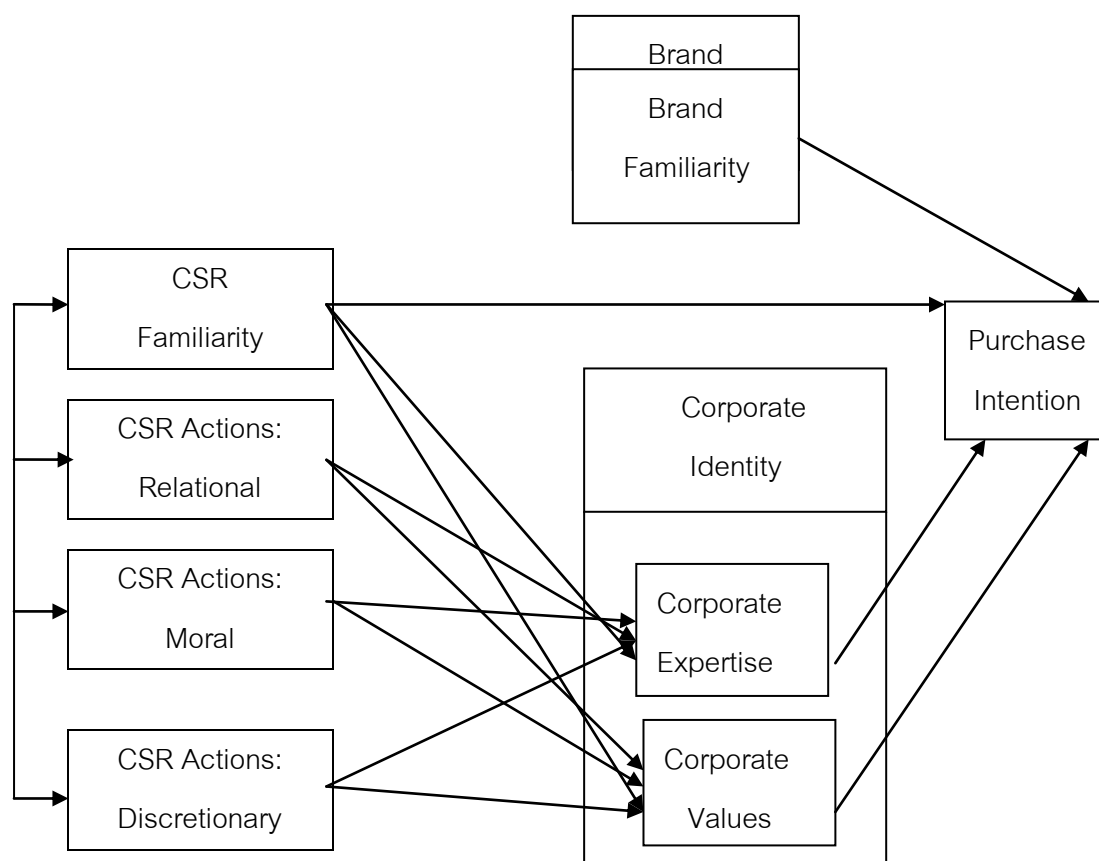 Brand
Brand
Familiarity
CSR
Familiarity
Purchase
Intention
CSR Actions:
Relational
Corporate
Identity
CSR Actions:
Moral
Corporate
Expertise
CSR Actions:
Discretionary
Corporate
Values